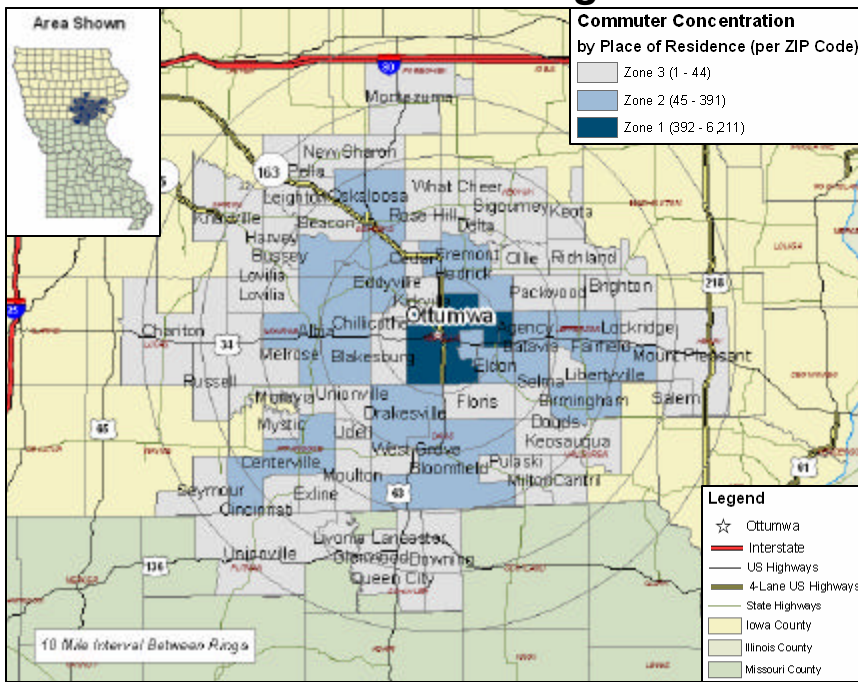 Area Shown
Commuter Concentration
by Place of Residence (per ZIP Code)
Zone 3 (1 - 44)
Zone 2 (45 - 391)
Zone 1 (392 - 6,211)
80
Montezuma
New Sharon
163
Pella
Leighton
Oskaloosa
What Cheer
Sigourney
Keota
Knoxville
Beacon
Rose Hill
Delta
Harvey
Bussey
Cedar
Fremont
Ollie
Richland
Hedrick
Lovilia
Lovilia
Eddyville
Packwood
Brighton
218
Kirkville
35
Ottumwa
Chariton
Albia
Chillicothe
Agency
Lockridge
34
Batavia
Fairfield
Mount Pleasant
Melrose
Blakesburg
Eldon
Libertyville
Russell
Selma
Moravia
Unionville
Floris
Birmingham
Salem
Drakesville
65
Mystic
Udell
Douds
Keosauqua
West Grove
Centerville
Bloomfield
Pulaski
61
Moulton
Milton
Cantril
Seymour
Exline
63
Cincinnati
Livonia
Lancaster
Unionville
Glenwood
Downing
136
Queen City
10 Mile Interval Between Rings
Legend
Ottumwa
Interstate
US Highways
4-Lane US Highways
State Highways
Iowa County
Illinois County
Missouri County